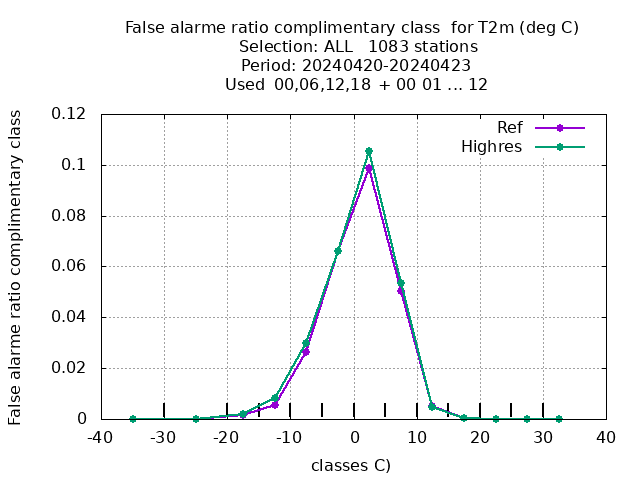 False alarme ratio complimentary class  for T2m (deg C)
Selection: ALL   1083 stations
Period: 20240420-20240423
Used  00,06,12,18 + 00 01 ... 12
False alarme ratio complimentary class
0.12
0.1
0.08
0.06
0.04
0.02
0
Ref
Highres
-40
-30
-20
-10
0
10
20
30
40
classes C)